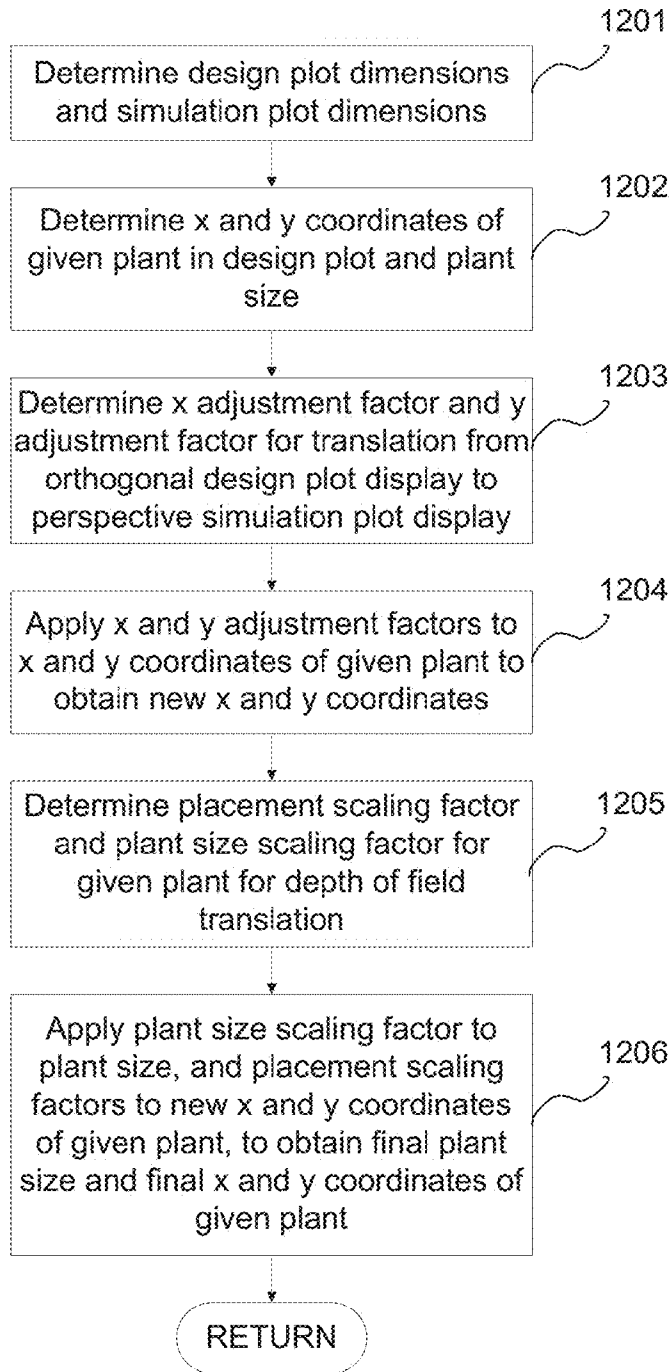 1201
Determine design plot dimensions
and simulation plot dimensions
1202
Determine x and y coordinates of
given plant in design plot and plant
size
1203
Determine x adjustment factor and y
adjustment factor for translation from
orthogonal design plot display to
perspective simulation plot display
1204
Apply x and y adjustment factors to
x and y coordinates of given plant to
obtain new x and y coordinates
1205
Determine placement scaling factor
and plant size scaling factor for
given plant for depth of field
translation
1206
Apply plant size scaling factor to
plant size, and placement scaling
factors to new x and y coordinates
of given plant, to obtain final plant
size and final x and y coordinates of
given plant
RETURN